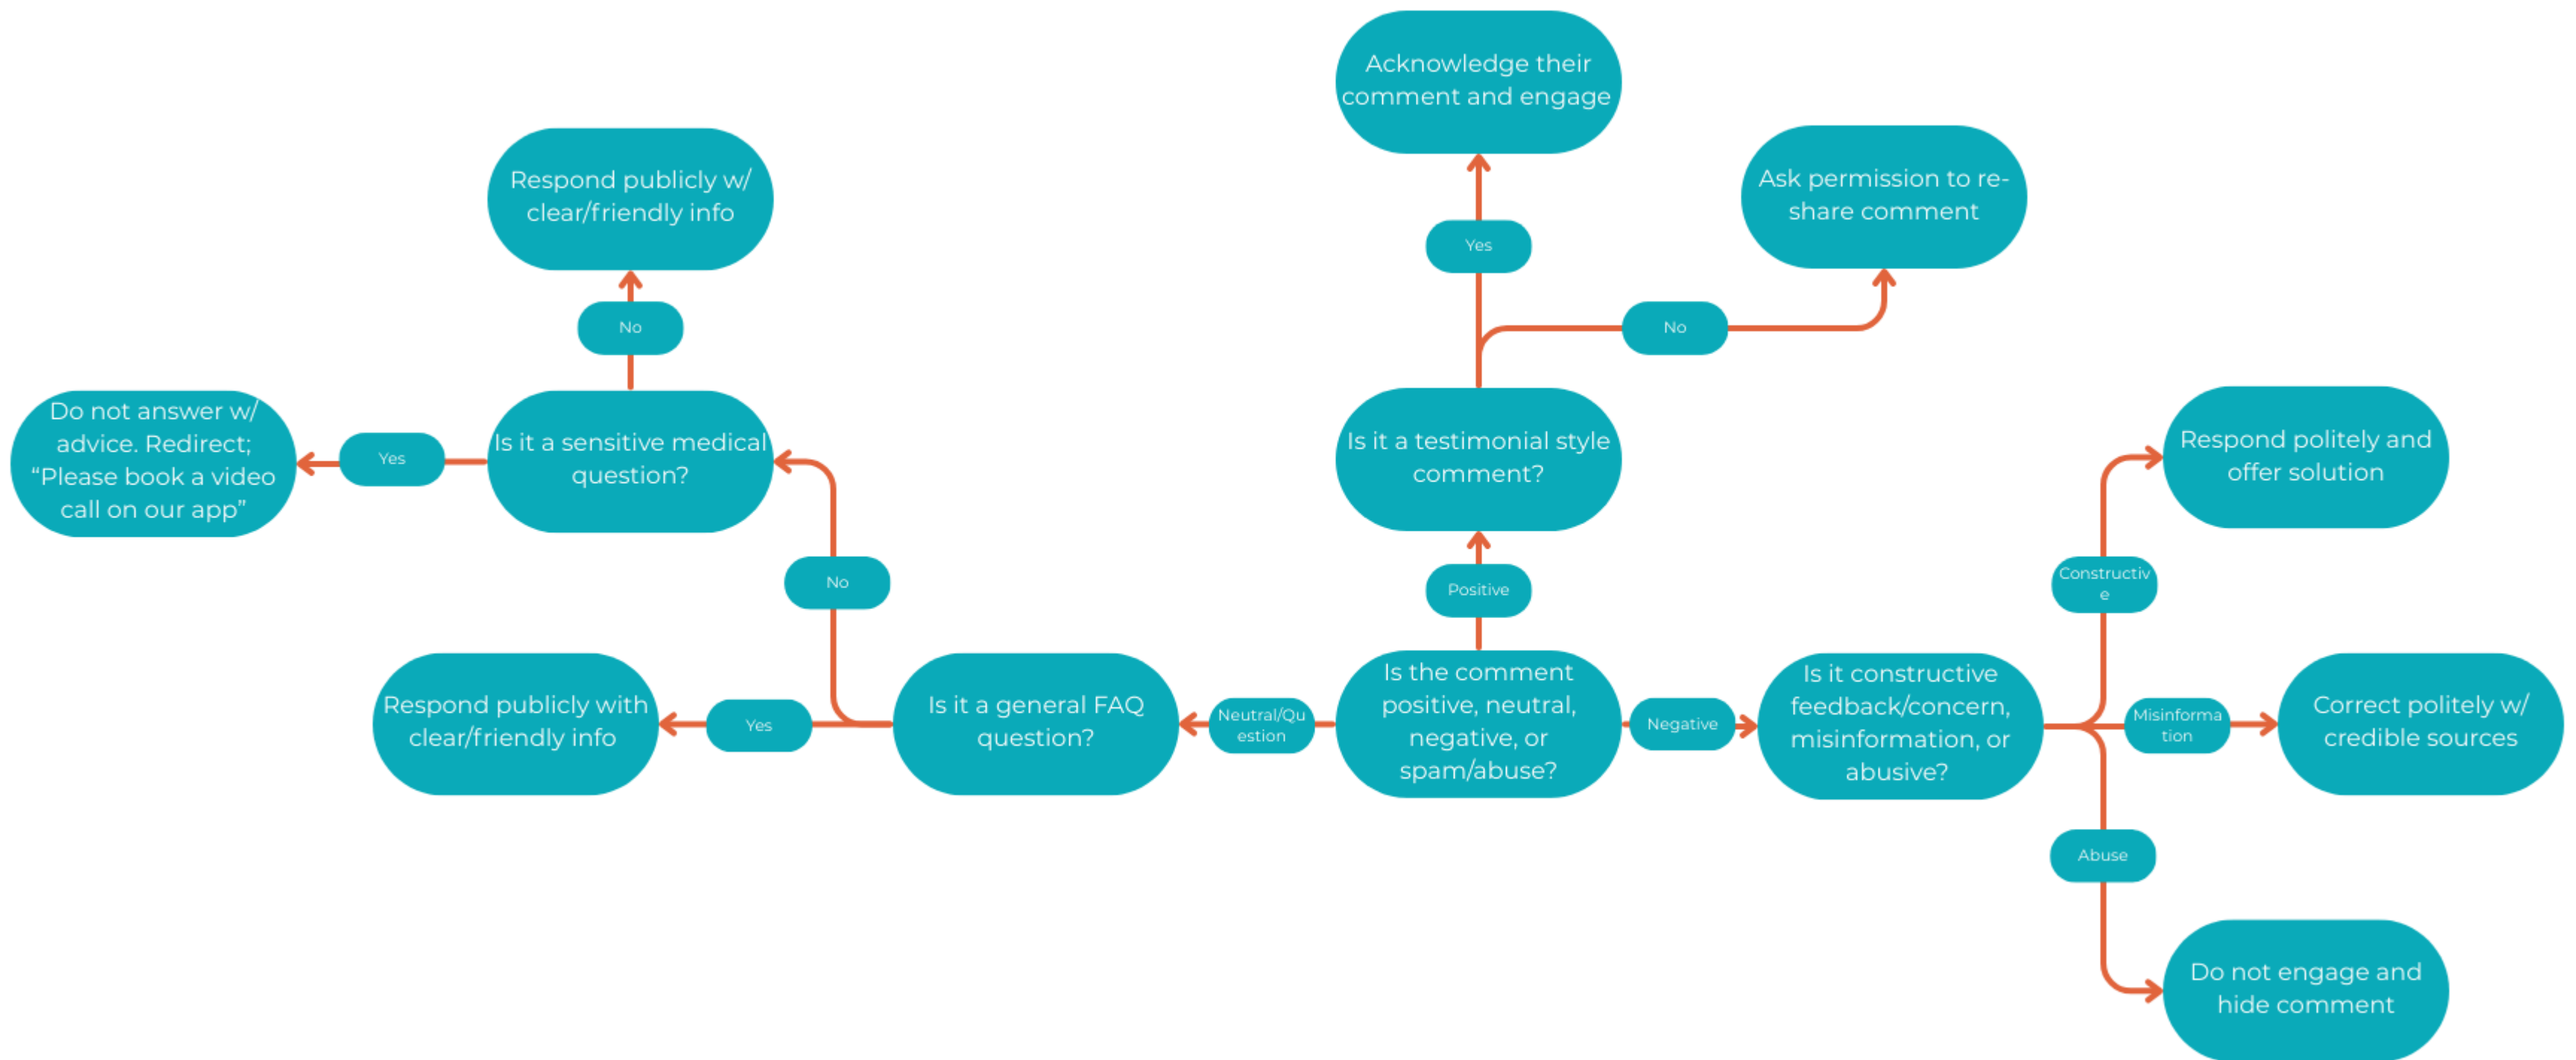 Acknowledge their
comment and engage
Respond publicly w/
clear/friendly info
Ask permission to re-
share comment
Yes
No
No
Do not answer w/
advice. Redirect;
“Please book a video
call on our app”
Yes
Is it a sensitive medical
question?
Is it a testimonial style
comment?
Respond politely and
offer solution
No
Positive
Constructiv
e
Respond publicly with
clear/friendly info
Yes
Is it a general FAQ
question?
Neutral/Qu
estion
Is the comment
positive, neutral,
negative, or
spam/abuse?
Negative
Is it constructive
feedback/concern,
misinformation, or
abusive?
Misinforma
tion
Correct politely w/
credible sources
Abuse
Do not engage and
hide comment